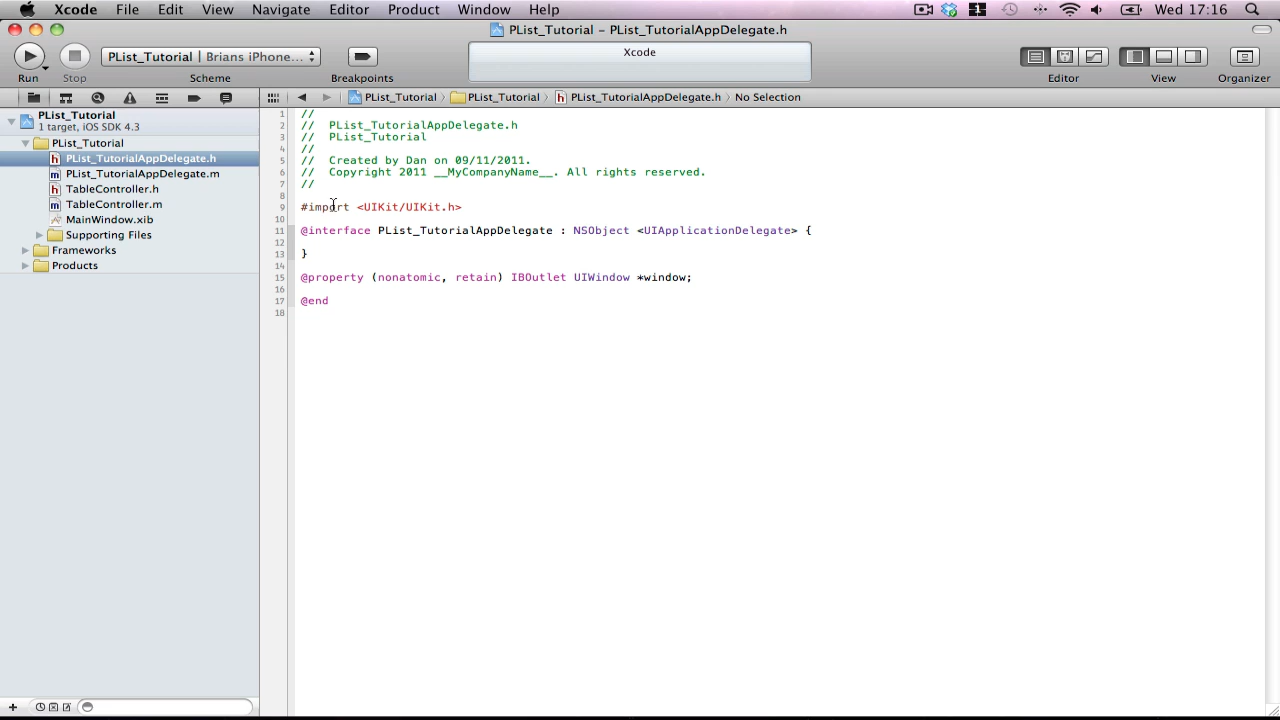 Xcode File Edit View Navigate Editor Product Window Help Wed 17:16
PList_Tutorial – PList_TutorialAppDelegate.h
PList_Tutorial | Brians iPhone...
Xcode
Run Stop Scheme Breakpoints Editor View Organizer
PList_Tutorial PList_Tutorial PList_TutorialAppDelegate.h No Selection
PList_Tutorial
1 target, iOS SDK 4.3
PList_Tutorial
PList_TutorialAppDelegate.h
PList_TutorialAppDelegate.m
TableController.h
TableController.m
MainWindow.xib
Supporting Files
Frameworks
Products
1 //
2 // PList_TutorialAppDelegate.h
3 // PList_Tutorial
4 //
5 // Created by Dan on 09/11/2011.
6 // Copyright 2011 __MyCompanyName__. All rights reserved.
7 //
8
9 #import <UIKit/UIKit.h>
10
11 @interface PList_TutorialAppDelegate : NSObject <UIApplicationDelegate> {
12
13 }
14
15 @property (nonatomic, retain) IBOutlet UIWindow *window;
16
17 @end
18